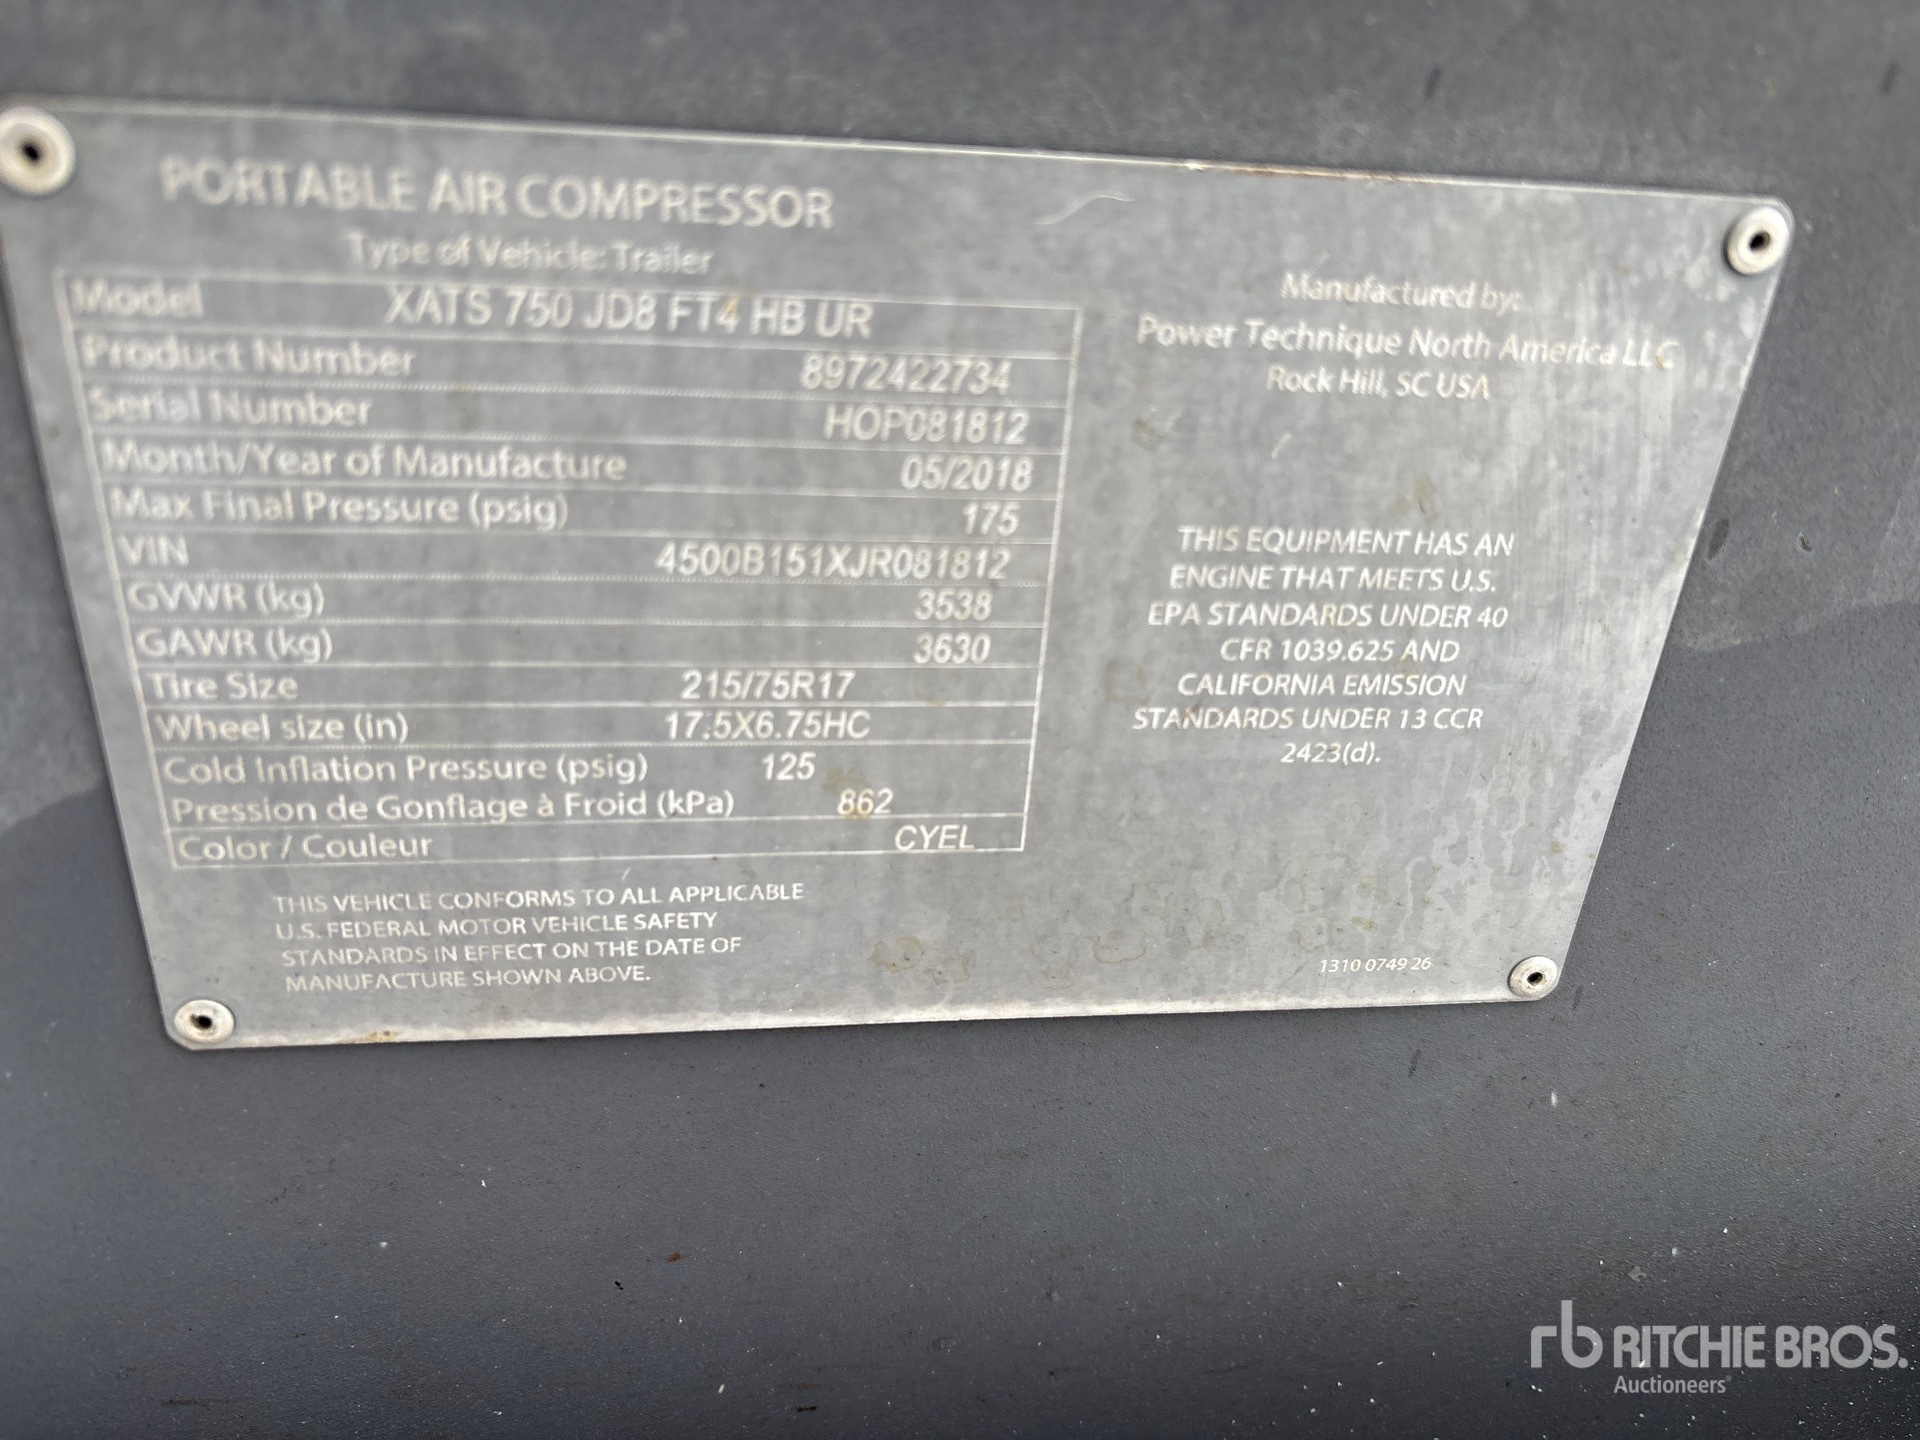 PORTABLE AIR COMPRESSOR
Type of Vehicle: Trailer
Model XATS 750 JD8 FT4 HB UR
Product Number 8972422734
Serial Number HOP081812
Month/Year of Manufacture 05/2018
Max Final Pressure (psig) 175
VIN 4500B151XJR081812
GVWR (kg) 3538
GAWR (kg) 3630
Tire Size 215/75R17
Wheel size (in) 17.5X6.75HC
Cold Inflation Pressure (psig) 125
Pression de Gonflage à Froid (kPa) 862
Color / Couleur CYEL
THIS VEHICLE CONFORMS TO ALL APPLICABLE
U.S. FEDERAL MOTOR VEHICLE SAFETY
STANDARDS IN EFFECT ON THE DATE OF
MANUFACTURE SHOWN ABOVE.
Manufactured by:
Power Technique North America LLC
Rock Hill, SC USA
THIS EQUIPMENT HAS AN
ENGINE THAT MEETS U.S.
EPA STANDARDS UNDER 40
CFR 1039.625 AND
CALIFORNIA EMISSION
STANDARDS UNDER 13 CCR
2423(d).
1310 0749 26
rb RITCHIE BROS.
Auctioneers